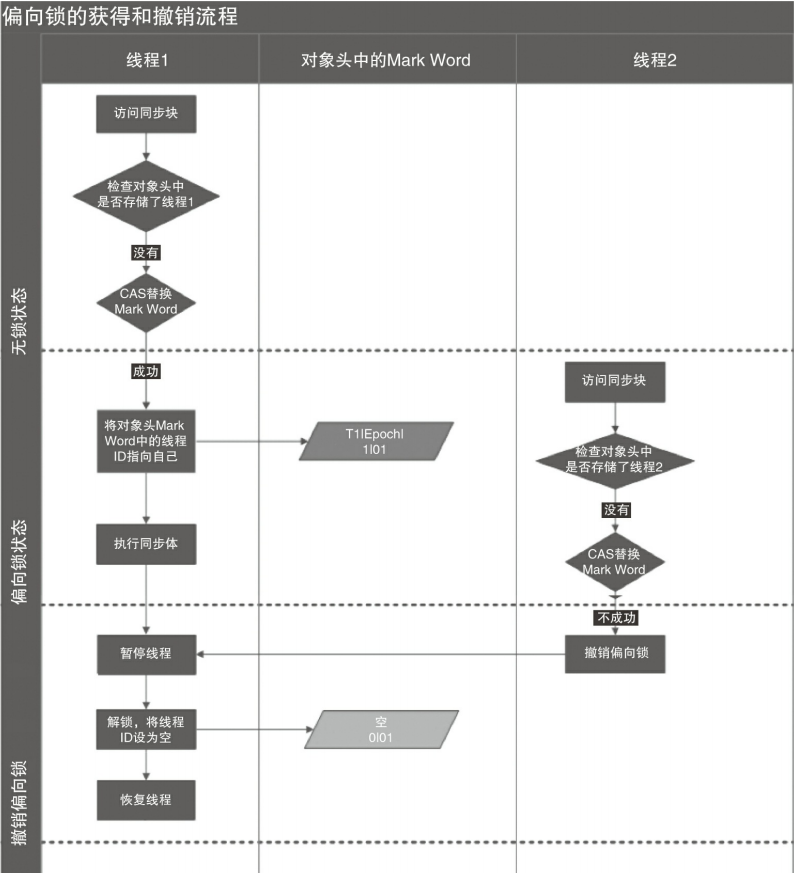 偏向锁的获得和撤销流程
线程1
对象头中的Mark Word
线程2
无锁状态
访问同步块
检查对象头中
是否存储了线程1
没有
CAS替换
Mark Word
偏向锁状态
成功
将对象头Mark
Word中的线程
ID指向自己
T1|Epoch|
1|01
执行同步体
访问同步块
检查对象头中
是否存储了线程2
没有
CAS替换
Mark Word
不成功
撤销偏向锁
撤销偏向锁
暂停线程
解锁，将线程
ID设为空
空
0|01
恢复线程